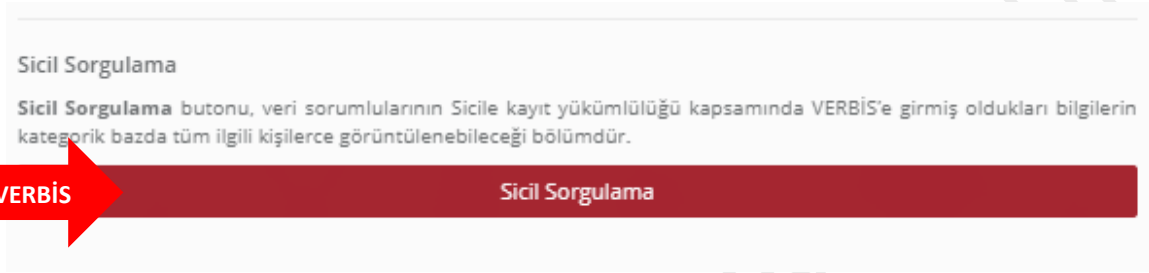 Sicil Sorgulama
Sicil Sorgulama butonu, veri sorumlularının Sicile kayıt yükümlülüğü kapsamında VERBİS'e girmiş oldukları bilgilerin
kategorik bazda tüm ilgili kişilerce görüntülenebileceği bölümdür.
VERBİS
Sicil Sorgulama